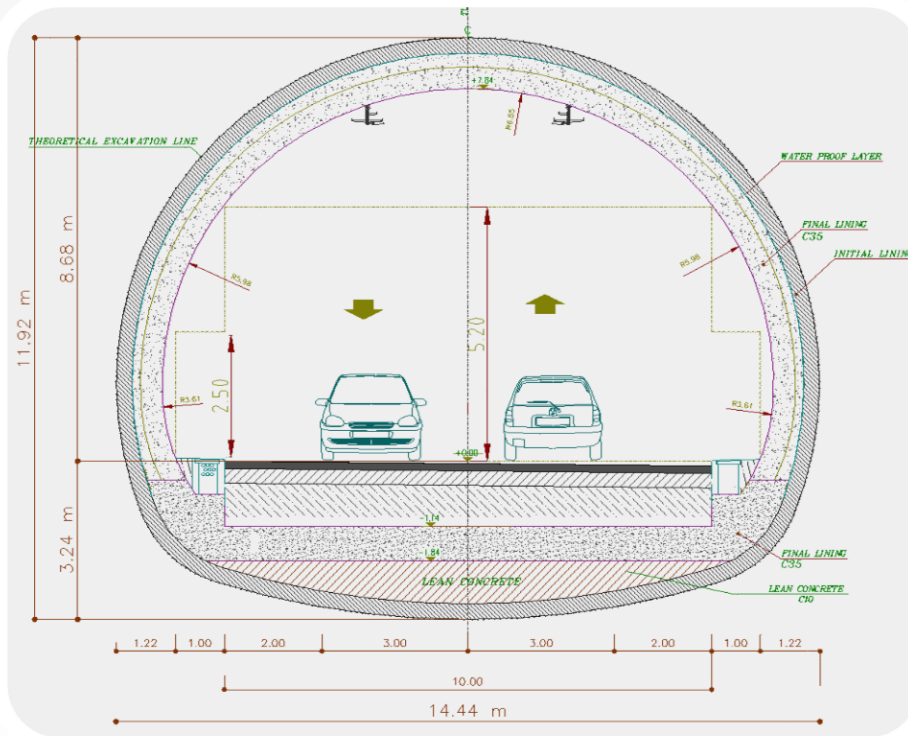 +7.84
R6.65
THEORETICAL EXCAVATION LINE
WATER PROOF LAYER
FINAL LINING
C35
INITIAL LINING
R5.98
R5.98
8.68 m
11.92 m
5.20
2.50
R3.61
R3.61
+0.00
3.24 m
-1.14
-1.84
FINAL LINING
C35
LEAN CONCRETE
LEAN CONCRETE
C10
1.22 1.00 2.00 3.00 3.00 2.00 1.00 1.22
10.00
14.44 m